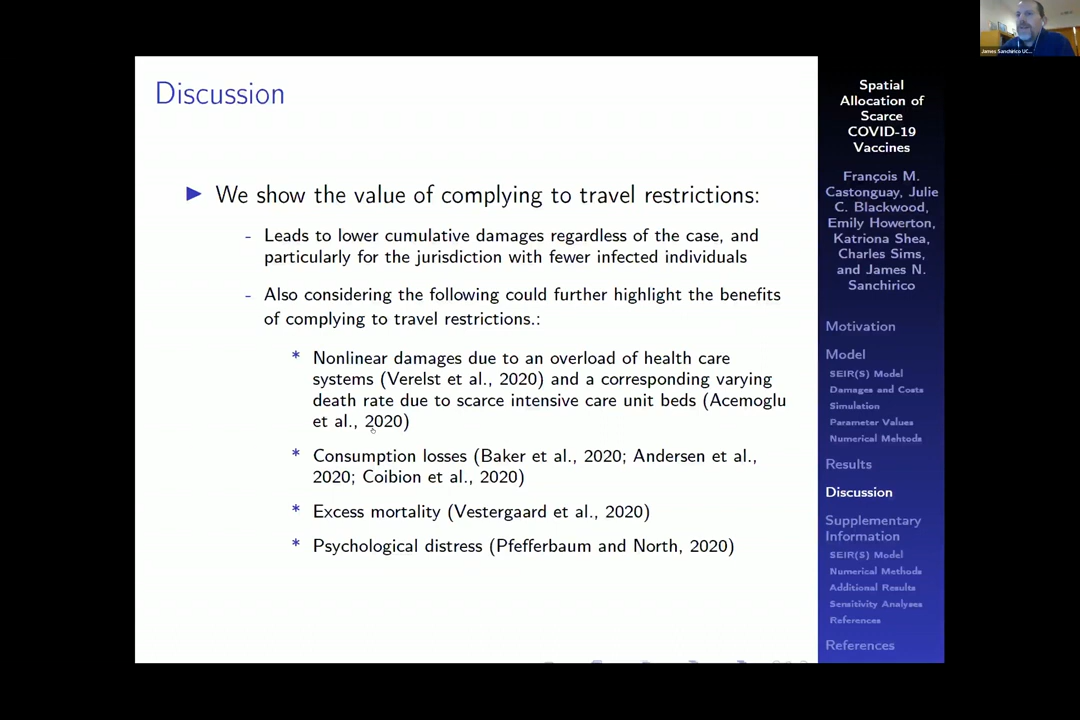 Discussion
We show the value of complying to travel restrictions:
- Leads to lower cumulative damages regardless of the case, and
particularly for the jurisdiction with fewer infected individuals
- Also considering the following could further highlight the benefits
of complying to travel restrictions.:
* Nonlinear damages due to an overload of health care
systems (Verelst et al., 2020) and a corresponding varying
death rate due to scarce intensive care unit beds (Acemoglu
et al., 2020)
* Consumption losses (Baker et al., 2020; Andersen et al.,
2020; Coibion et al., 2020)
* Excess mortality (Vestergaard et al., 2020)
* Psychological distress (Pfefferbaum and North, 2020)
James Sanchirico UC...
Spatial
Allocation of
Scarce
COVID-19
Vaccines
François M.
Castonguay, Julie
C. Blackwood,
Emily Howerton,
Katriona Shea,
Charles Sims,
and James N.
Sanchirico
Motivation
Model
SEIR(S) Model
Damages and Costs
Simulation
Parameter Values
Numerical Mehtods
Results
Discussion
Supplementary
Information
SEIR(S) Model
Numerical Methods
Additional Results
Sensitivity Analyses
References
References